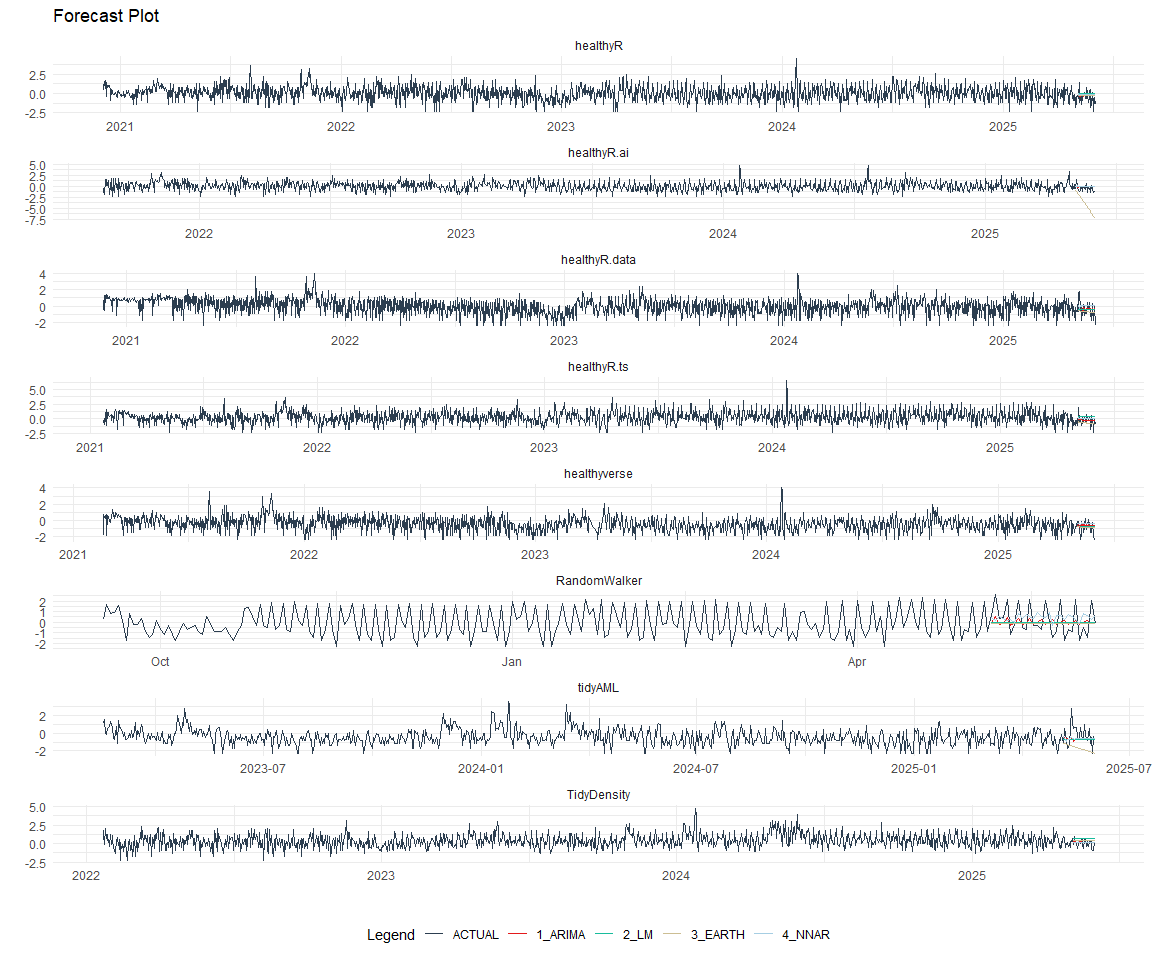 Forecast Plot
healthyR
2.5
0.0
-2.5
2021 2022 2023 2024 2025
healthyR.ai
5.0
2.5
0.0
-2.5
-5.0
-7.5
2022 2023 2024 2025
healthyR.data
4
2
0
-2
2021 2022 2023 2024 2025
healthyR.ts
5.0
2.5
0.0
-2.5
2021 2022 2023 2024 2025
healthyverse
4
2
0
-2
2021 2022 2023 2024 2025
RandomWalker
2
1
0
-1
-2
Oct Jan Apr
tidyAML
2
0
-2
2023-07 2024-01 2024-07 2025-01 2025-07
TidyDensity
5.0
2.5
0.0
-2.5
2022 2023 2024 2025
Legend ACTUAL 1_ARIMA 2_LM 3_EARTH 4_NNAR